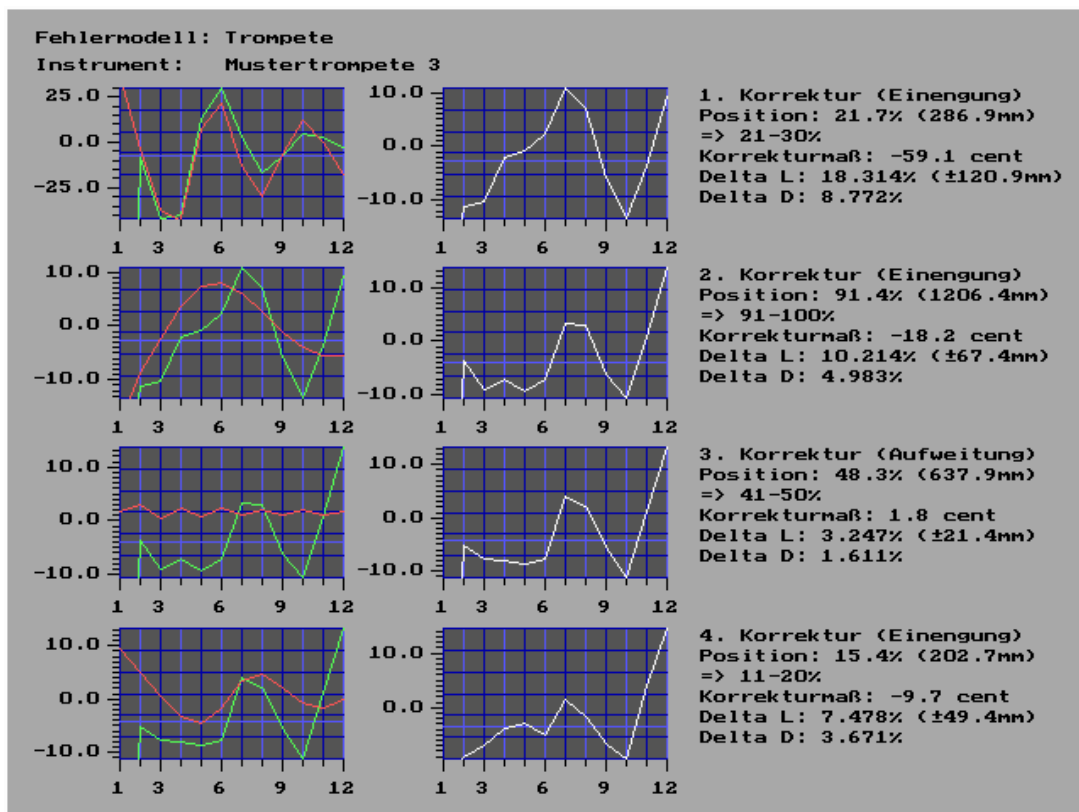 Fehlermodell: Trompete
Instrument: Mustertrompete 3
25.0
0.0
-25.0
1 3 6 9 12
10.0
0.0
-10.0
1 3 6 9 12
1. Korrektur (Einengung)
Position: 21.7% (286.9mm)
=> 21-30%
Korrekturmaß: -59.1 cent
Delta L: 18.314% (±120.9mm)
Delta D: 8.772%
10.0
0.0
-10.0
1 3 6 9 12
10.0
0.0
-10.0
1 3 6 9 12
2. Korrektur (Einengung)
Position: 91.4% (1206.4mm)
=> 91-100%
Korrekturmaß: -18.2 cent
Delta L: 10.214% (±67.4mm)
Delta D: 4.983%
10.0
0.0
-10.0
1 3 6 9 12
10.0
0.0
-10.0
1 3 6 9 12
3. Korrektur (Aufweitung)
Position: 48.3% (637.9mm)
=> 41-50%
Korrekturmaß: 1.8 cent
Delta L: 3.247% (±21.4mm)
Delta D: 1.611%
10.0
0.0
-10.0
1 3 6 9 12
10.0
0.0
1 3 6 9 12
4. Korrektur (Einengung)
Position: 15.4% (202.7mm)
=> 11-20%
Korrekturmaß: -9.7 cent
Delta L: 7.478% (±49.4mm)
Delta D: 3.671%